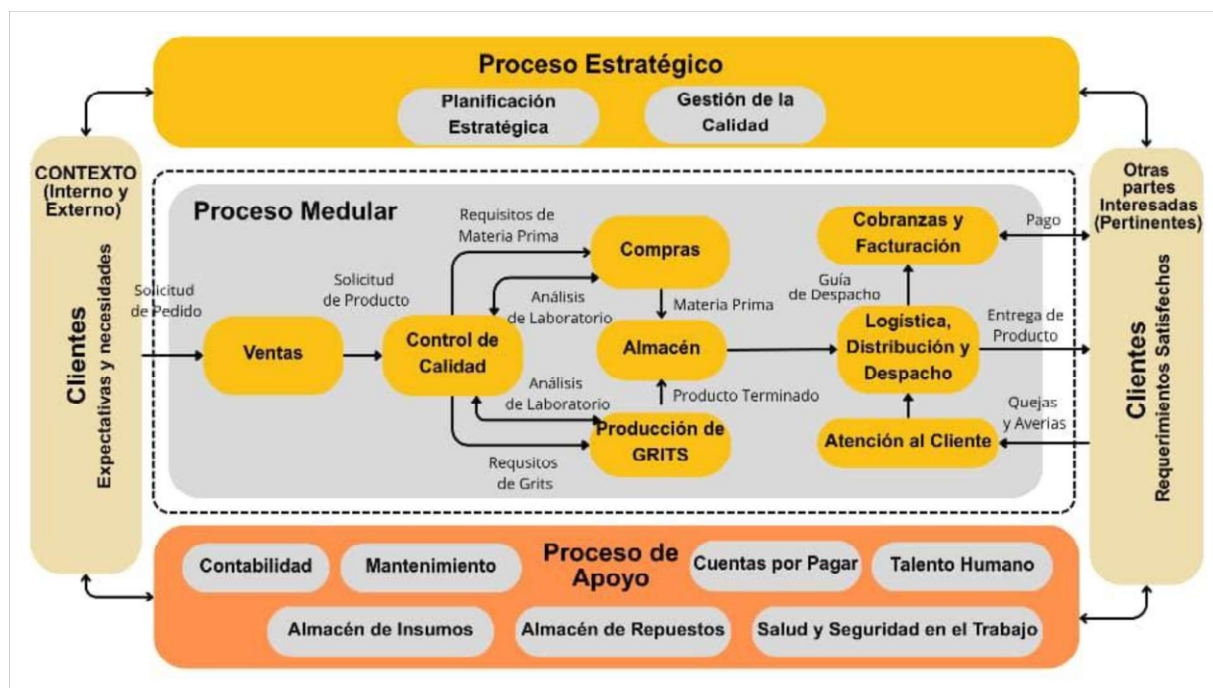 Proceso Estratégico
Planificación
Estratégica
Gestión de la
Calidad
CONTEXTO
(Interno y
Externo)
Clientes
Expectativas y necesidades
Solicitud
de Pedido
Proceso Medular
Ventas
Solicitud
de Producto
Control de
Calidad
Requisitos de
Materia Prima
Análisis
de Laboratorio
Análisis
de Laboratorio
Requsitos
de Grits
Compras
Materia Prima
Almacén
Producto Terminado
Producción de
GRITS
Cobranzas y
Facturación
Guía
de Despacho
Logística,
Distribución y
Despacho
Atención al Cliente
Pago
Entrega de
Producto
Quejas
y Averias
Otras
partes
Interesadas
(Pertinentes)
Clientes
Requerimientos Satisfechos
Proceso de
Apoyo
Contabilidad
Mantenimiento
Cuentas por Pagar
Talento Humano
Almacén de Insumos
Almacén de Repuestos
Salud y Seguridad en el Trabajo